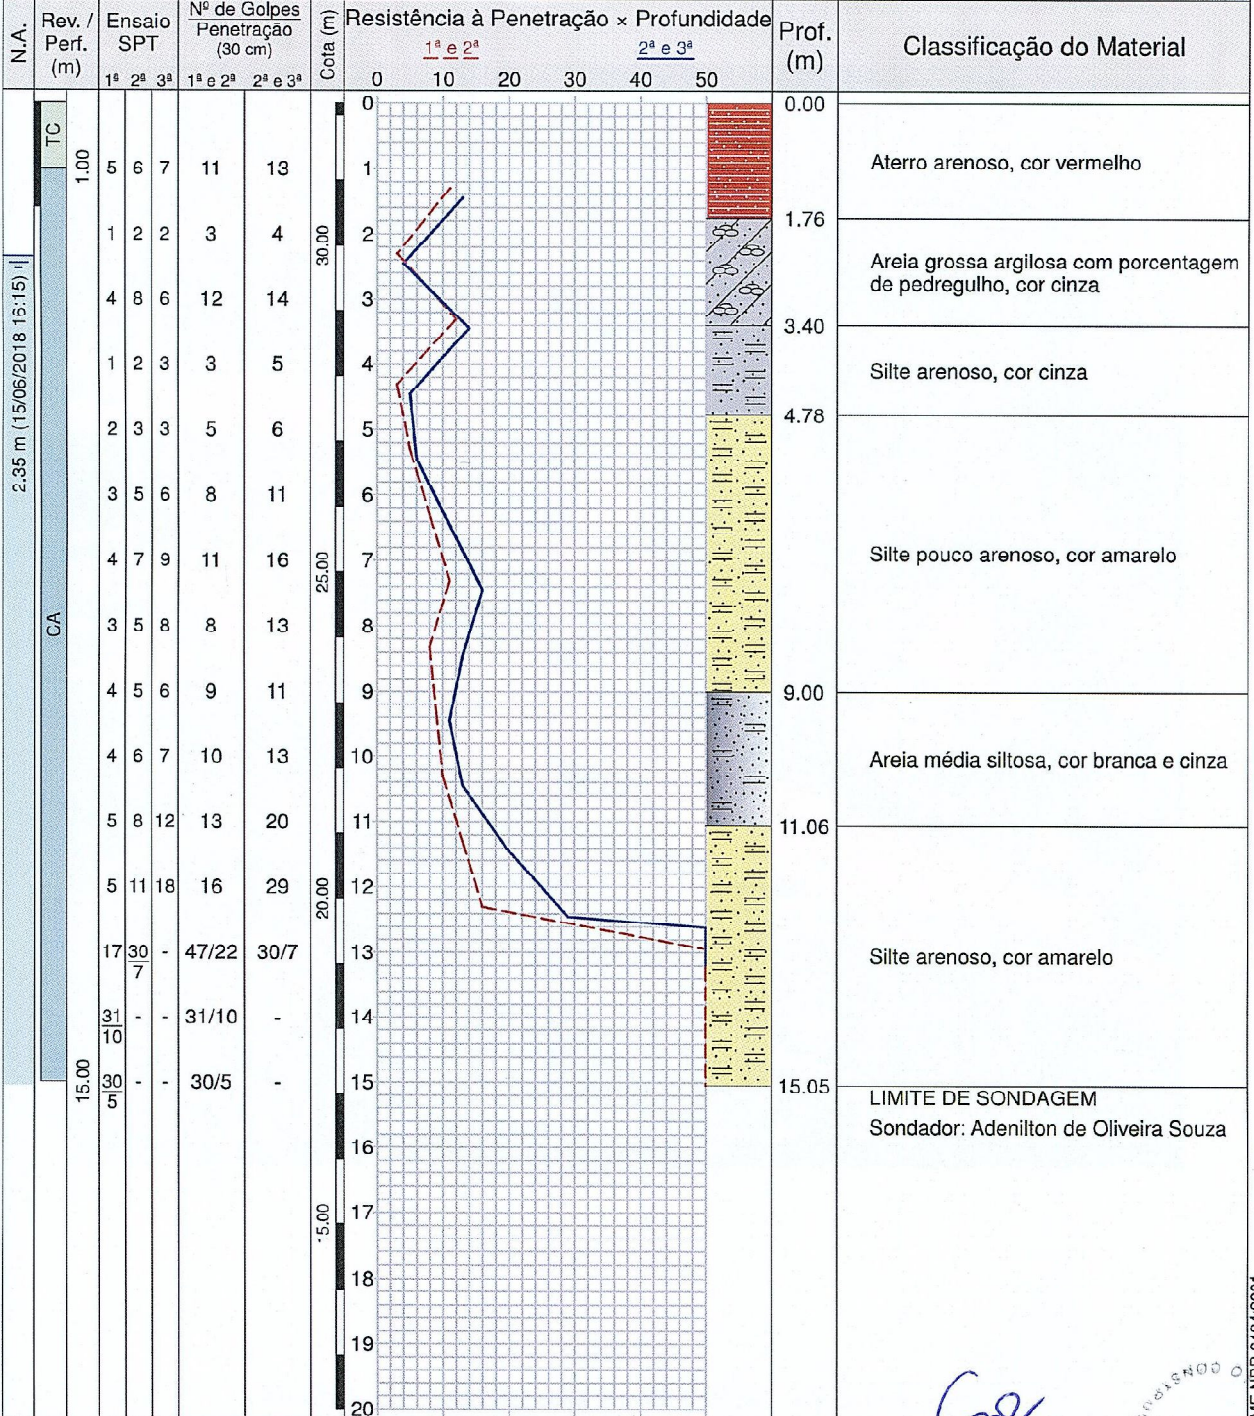 N.A.
Rev. / Perf. (m)
Ensaio SPT
1ª 2ª 3ª
Nº de Golpes
Penetração
(30 cm)
1ª e 2ª 2ª e 3ª
Cota (m)
Resistência à Penetração × Profundidade
1ª e 2ª 2ª e 3ª
0 10 20 30 40 50
Prof. (m)
Classificação do Material
0 0.00
TC
1.00
5 6 7 11 13 1
Aterro arenoso, cor vermelho
1.76
1 2 2 3 4 2
30.00
2.35 m (15/06/2018 16:15)
Areia grossa argilosa com porcentagem
de pedregulho, cor cinza
4 8 6 12 14 3
3.40
1 2 3 3 5 4
Silte arenoso, cor cinza
4.78
2 3 3 5 6 5
3 5 6 8 11 6
4 7 9 11 16 7
Silte pouco arenoso, cor amarelo
25.00
CA
3 5 8 8 13 8
4 5 6 9 11 9
9.00
4 6 7 10 13 10
Areia média siltosa, cor branca e cinza
5 8 12 13 20 11
11.06
5 11 18 16 29 12
20.00
17 30/7 - 47/22 30/7 13
Silte arenoso, cor amarelo
31/10 - - 31/10 - 14
15.00
30/5 - - 30/5 - 15
15.05
LIMITE DE SONDAGEM
Sondador: Adenilton de Oliveira Souza
16
17
5.00
18
19
20